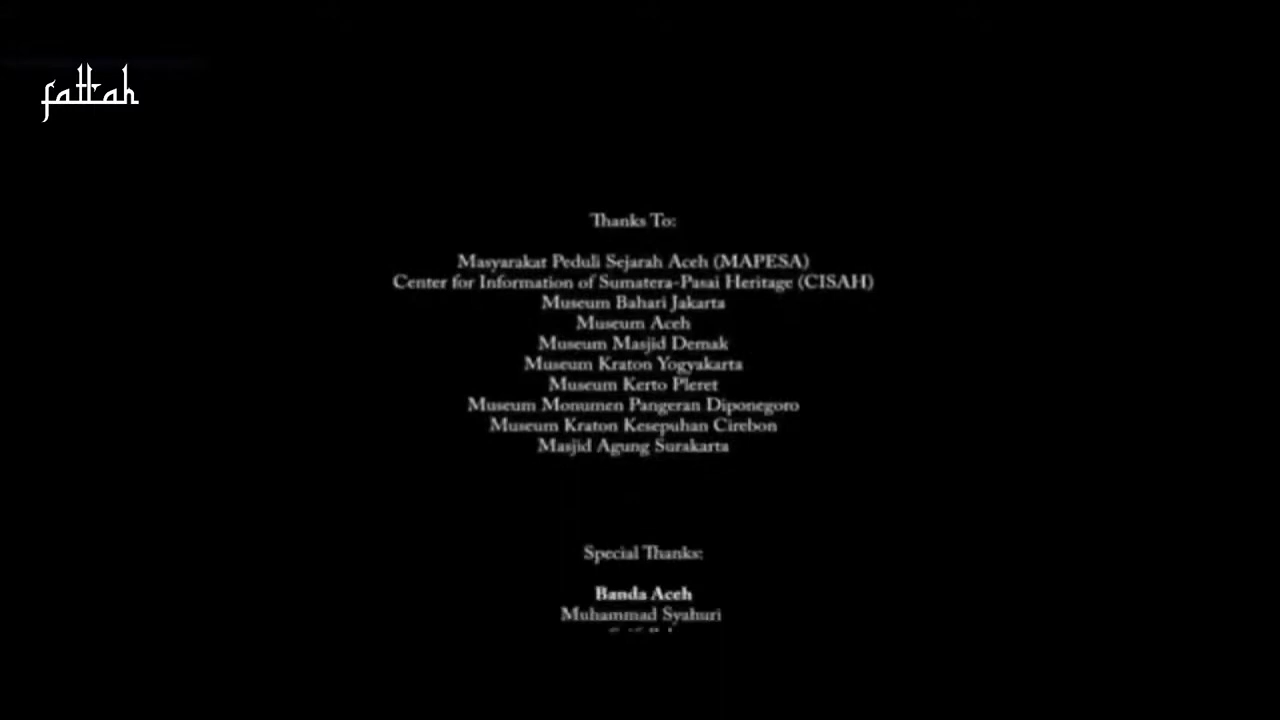 fattah
Thanks To:
Masyarakat Peduli Sejarah Aceh (MAPESA)
Center for Information of Sumatera-Pasai Heritage (CISAH)
Museum Bahari Jakarta
Museum Aceh
Museum Masjid Demak
Museum Kraton Yogyakarta
Museum Kerto Pleret
Museum Monumen Pangeran Diponegoro
Museum Kraton Kesepuhan Cirebon
Masjid Agung Surakarta
Special Thanks:
Banda Aceh
Muhammad Syahuri